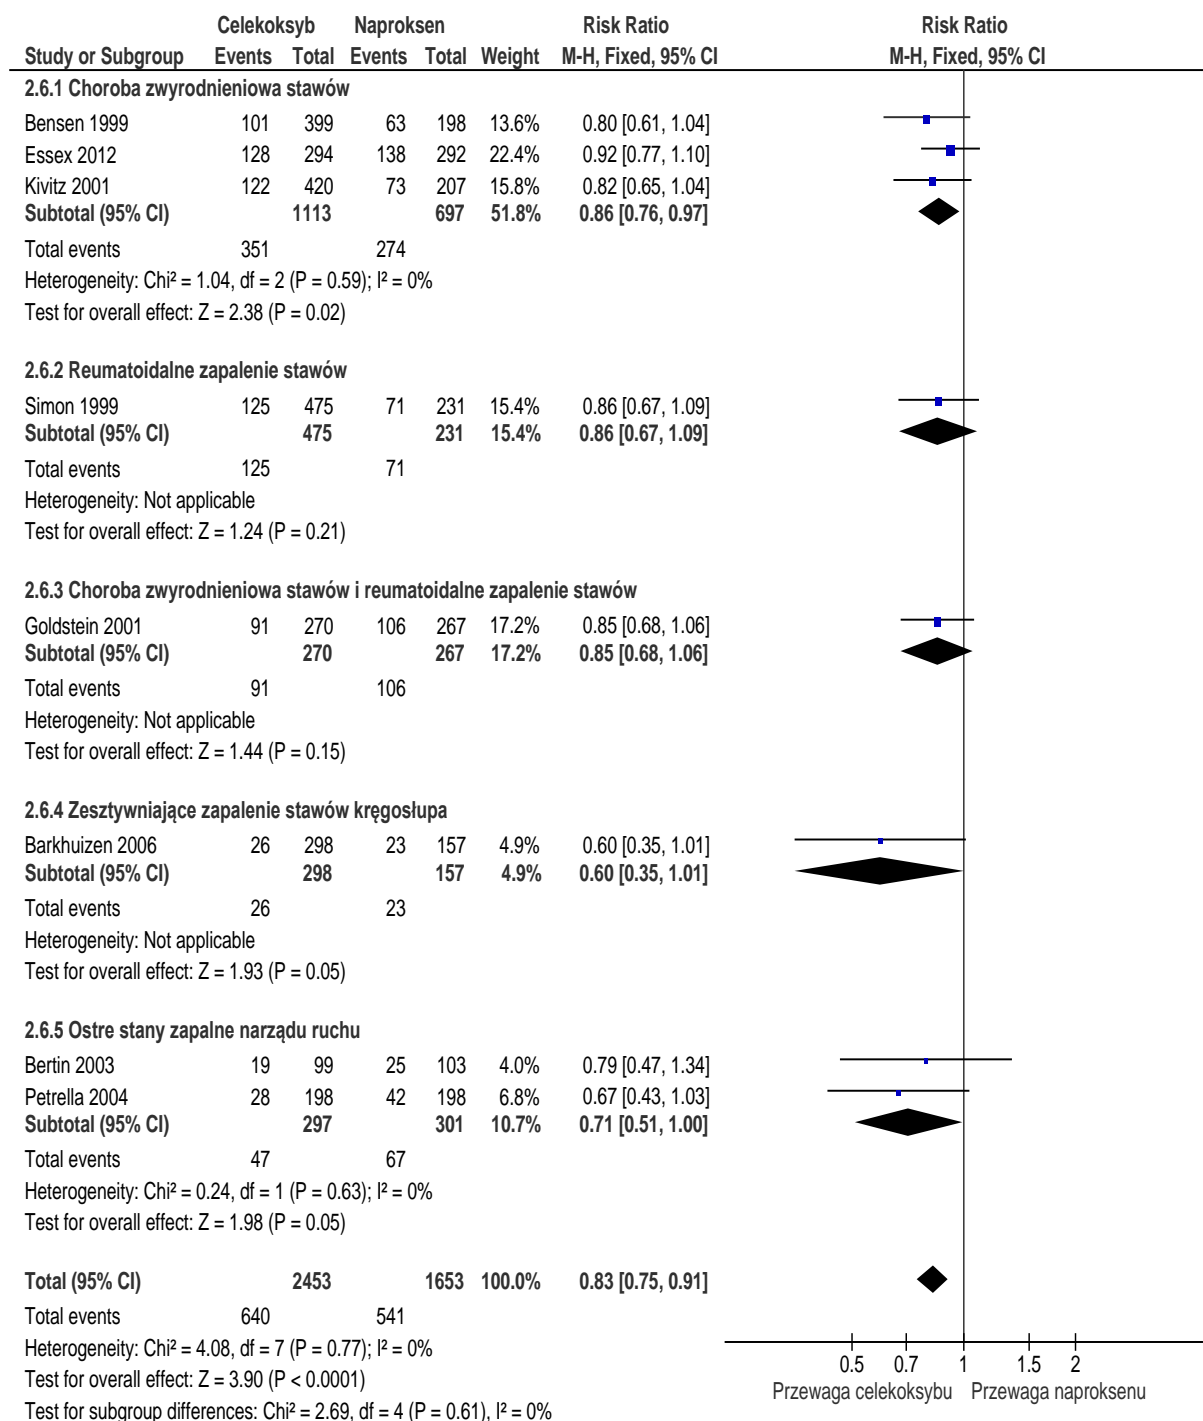 Celekoksyb Naproksen Risk Ratio Risk Ratio
Study or Subgroup Events Total Events Total Weight M-H, Fixed, 95% CI M-H, Fixed, 95% CI
2.6.1 Choroba zwyrodnieniowa stawów
Bensen 1999 101 399 63 198 13.6% 0.80 [0.61, 1.04]
Essex 2012 128 294 138 292 22.4% 0.92 [0.77, 1.10]
Kivitz 2001 122 420 73 207 15.8% 0.82 [0.65, 1.04]
Subtotal (95% CI) 1113 697 51.8% 0.86 [0.76, 0.97]
Total events 351 274
Heterogeneity: Chi² = 1.04, df = 2 (P = 0.59); I² = 0%
Test for overall effect: Z = 2.38 (P = 0.02)
2.6.2 Reumatoidalne zapalenie stawów
Simon 1999 125 475 71 231 15.4% 0.86 [0.67, 1.09]
Subtotal (95% CI) 475 231 15.4% 0.86 [0.67, 1.09]
Total events 125 71
Heterogeneity: Not applicable
Test for overall effect: Z = 1.24 (P = 0.21)
2.6.3 Choroba zwyrodnieniowa stawów i reumatoidalne zapalenie stawów
Goldstein 2001 91 270 106 267 17.2% 0.85 [0.68, 1.06]
Subtotal (95% CI) 270 267 17.2% 0.85 [0.68, 1.06]
Total events 91 106
Heterogeneity: Not applicable
Test for overall effect: Z = 1.44 (P = 0.15)
2.6.4 Zesztywniające zapalenie stawów kręgosłupa
Barkhuizen 2006 26 298 23 157 4.9% 0.60 [0.35, 1.01]
Subtotal (95% CI) 298 157 4.9% 0.60 [0.35, 1.01]
Total events 26 23
Heterogeneity: Not applicable
Test for overall effect: Z = 1.93 (P = 0.05)
2.6.5 Ostre stany zapalne narządu ruchu
Bertin 2003 19 99 25 103 4.0% 0.79 [0.47, 1.34]
Petrella 2004 28 198 42 198 6.8% 0.67 [0.43, 1.03]
Subtotal (95% CI) 297 301 10.7% 0.71 [0.51, 1.00]
Total events 47 67
Heterogeneity: Chi² = 0.24, df = 1 (P = 0.63); I² = 0%
Test for overall effect: Z = 1.98 (P = 0.05)
Total (95% CI) 2453 1653 100.0% 0.83 [0.75, 0.91]
Total events 640 541
Heterogeneity: Chi² = 4.08, df = 7 (P = 0.77); I² = 0%
Test for overall effect: Z = 3.90 (P < 0.0001)
Test for subgroup differences: Chi² = 2.69, df = 4 (P = 0.61), I² = 0%
0.5 0.7 1 1.5 2
Przewaga celekoksybu Przewaga naproksenu